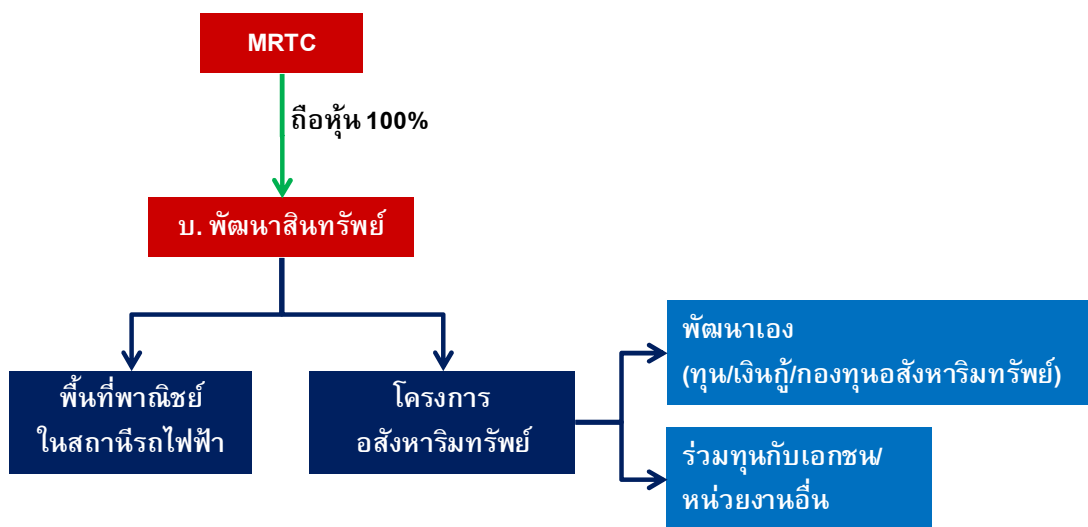 MRTC
ถือหุ้น 100%
บ. พัฒนาสินทรัพย์
พื้นที่พาณิชย์
ในสถานีรถไฟฟ้า
โครงการ
อสังหาริมทรัพย์
พัฒนาเอง
(ทุน/เงินกู้/กองทุนอสังหาริมทรัพย์)
ร่วมทุนกับเอกชน/
หน่วยงานอื่น